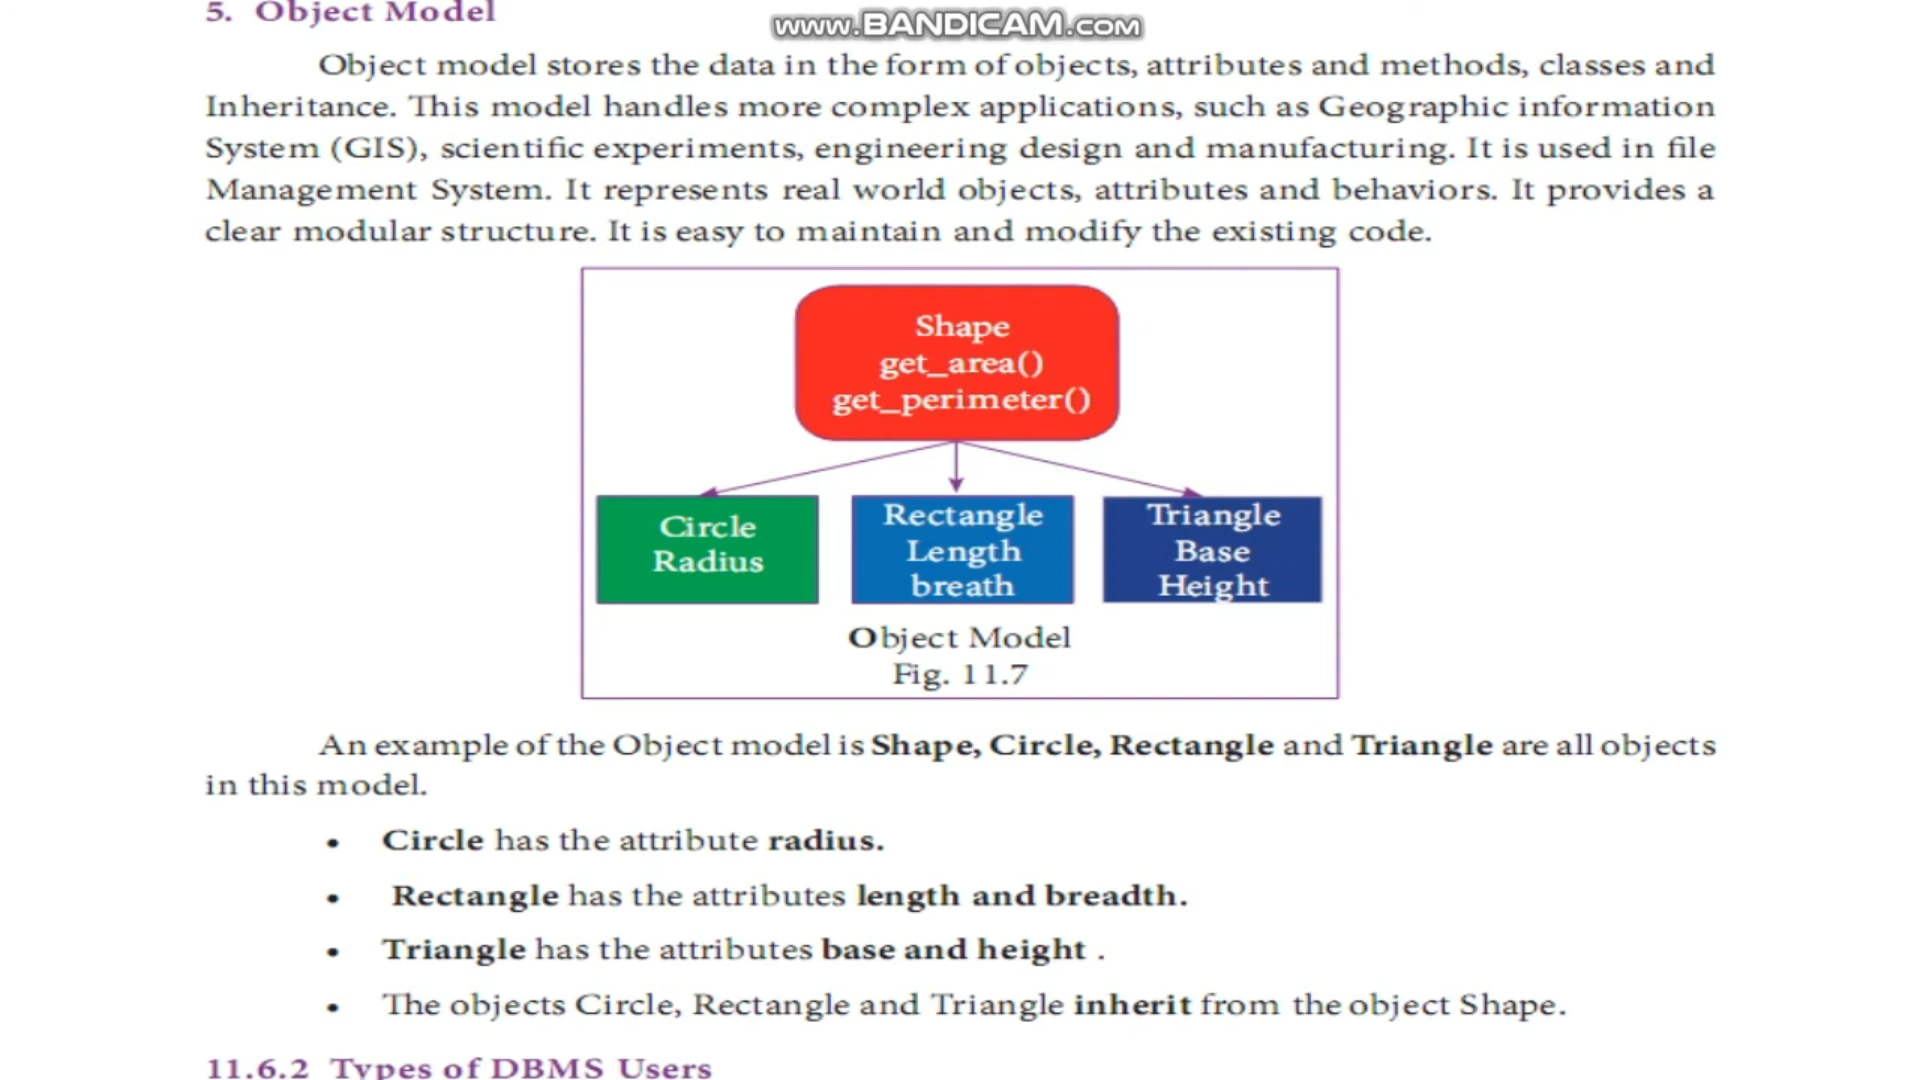 5. Object Model
www.BANDICAM.com
Object model stores the data in the form of objects, attributes and methods, classes and
Inheritance. This model handles more complex applications, such as Geographic information
System (GIS), scientific experiments, engineering design and manufacturing. It is used in file
Management System. It represents real world objects, attributes and behaviors. It provides a
clear modular structure. It is easy to maintain and modify the existing code.
Shape
get_area()
get_perimeter()
Circle
Radius
Rectangle
Length
breath
Triangle
Base
Height
Object Model
Fig. 11.7
An example of the Object model is Shape, Circle, Rectangle and Triangle are all objects
in this model.
• Circle has the attribute radius.
• Rectangle has the attributes length and breadth.
• Triangle has the attributes base and height .
• The objects Circle, Rectangle and Triangle inherit from the object Shape.
11.6.2 Types of DBMS Users